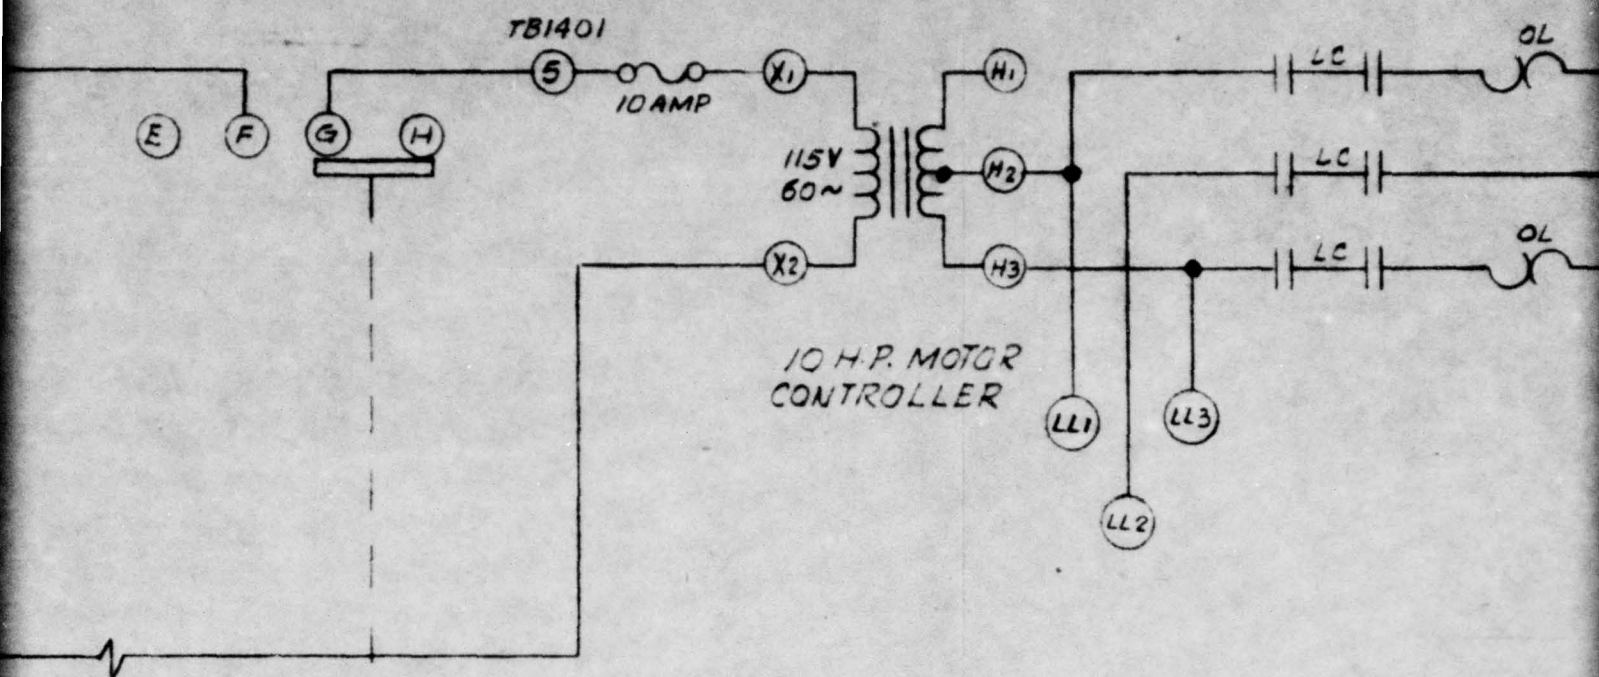 TB1401
5
10 AMP
X1
H1
LC
OL
E
F
G
H
115V
60~
H2
LC
X2
H3
LC
OL
10 H.P. MOTOR
CONTROLLER
LL1
LL3
LL2